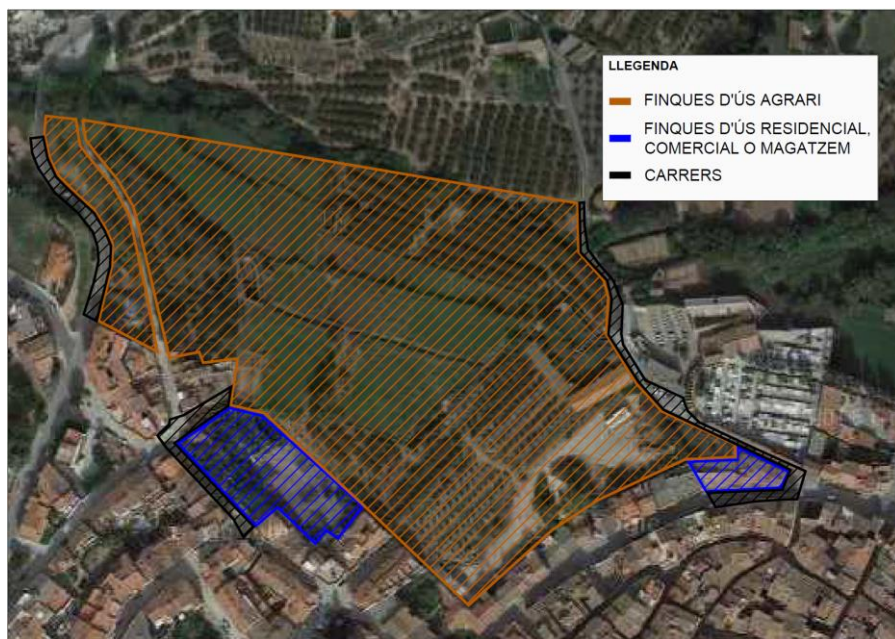 LLEGENDA
FINQUES D'ÚS AGRARI
FINQUES D'ÚS RESIDENCIAL,
COMERCIAL O MAGATZEM
CARRERS